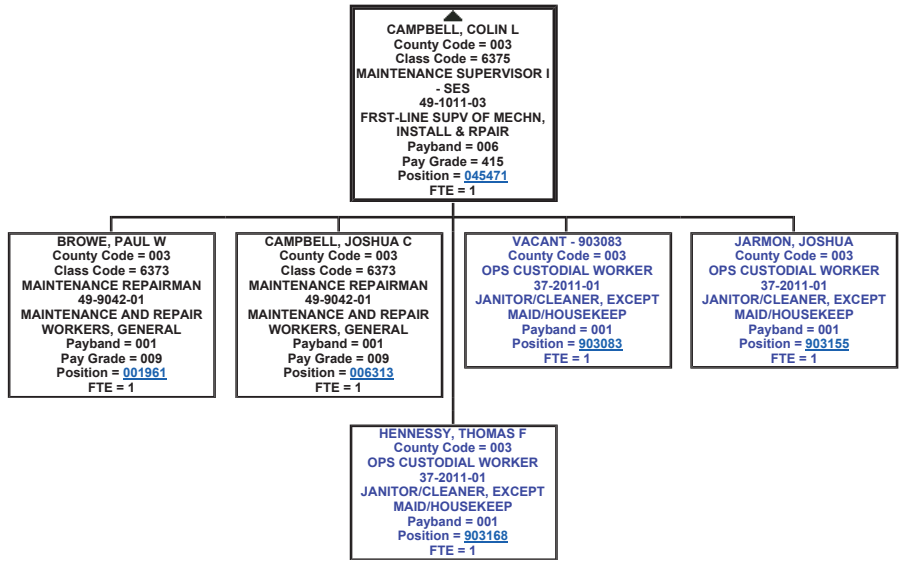 CAMPBELL, COLIN L
County Code = 003
Class Code = 6375
MAINTENANCE SUPERVISOR I
- SES
49-1011-03
FRST-LINE SUPV OF MECHN,
INSTALL & RPAIR
Payband = 006
Pay Grade = 415
Position = 045471
FTE = 1
BROWE, PAUL W
County Code = 003
Class Code = 6373
MAINTENANCE REPAIRMAN
49-9042-01
MAINTENANCE AND REPAIR
WORKERS, GENERAL
Payband = 001
Pay Grade = 009
Position = 001961
FTE = 1
CAMPBELL, JOSHUA C
County Code = 003
Class Code = 6373
MAINTENANCE REPAIRMAN
49-9042-01
MAINTENANCE AND REPAIR
WORKERS, GENERAL
Payband = 001
Pay Grade = 009
Position = 006313
FTE = 1
VACANT - 903083
County Code = 003
OPS CUSTODIAL WORKER
37-2011-01
JANITOR/CLEANER, EXCEPT
MAID/HOUSEKEEP
Payband = 001
Position = 903083
FTE = 1
JARMON, JOSHUA
County Code = 003
OPS CUSTODIAL WORKER
37-2011-01
JANITOR/CLEANER, EXCEPT
MAID/HOUSEKEEP
Payband = 001
Position = 903155
FTE = 1
HENNESSY, THOMAS F
County Code = 003
OPS CUSTODIAL WORKER
37-2011-01
JANITOR/CLEANER, EXCEPT
MAID/HOUSEKEEP
Payband = 001
Position = 903168
FTE = 1